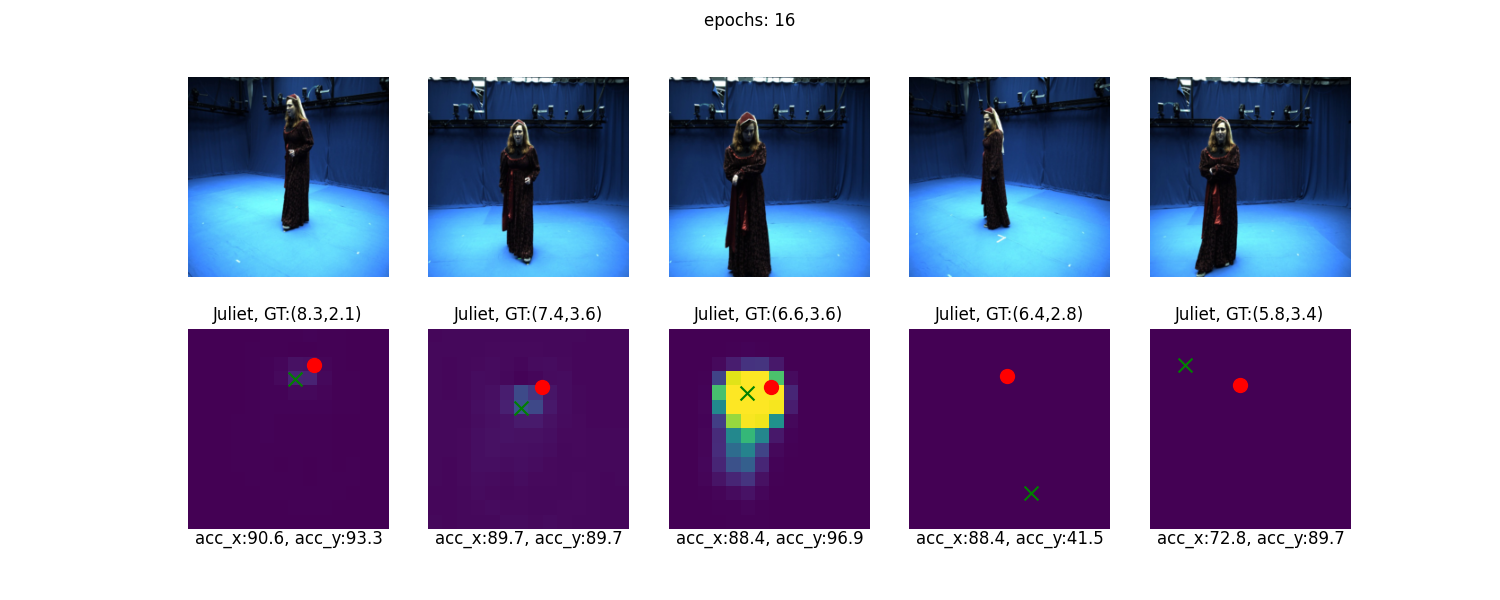 epochs: 16
Juliet, GT:(8.3,2.1)
Juliet, GT:(7.4,3.6)
Juliet, GT:(6.6,3.6)
Juliet, GT:(6.4,2.8)
Juliet, GT:(5.8,3.4)
acc_x:90.6, acc_y:93.3
acc_x:89.7, acc_y:89.7
acc_x:88.4, acc_y:96.9
acc_x:88.4, acc_y:41.5
acc_x:72.8, acc_y:89.7